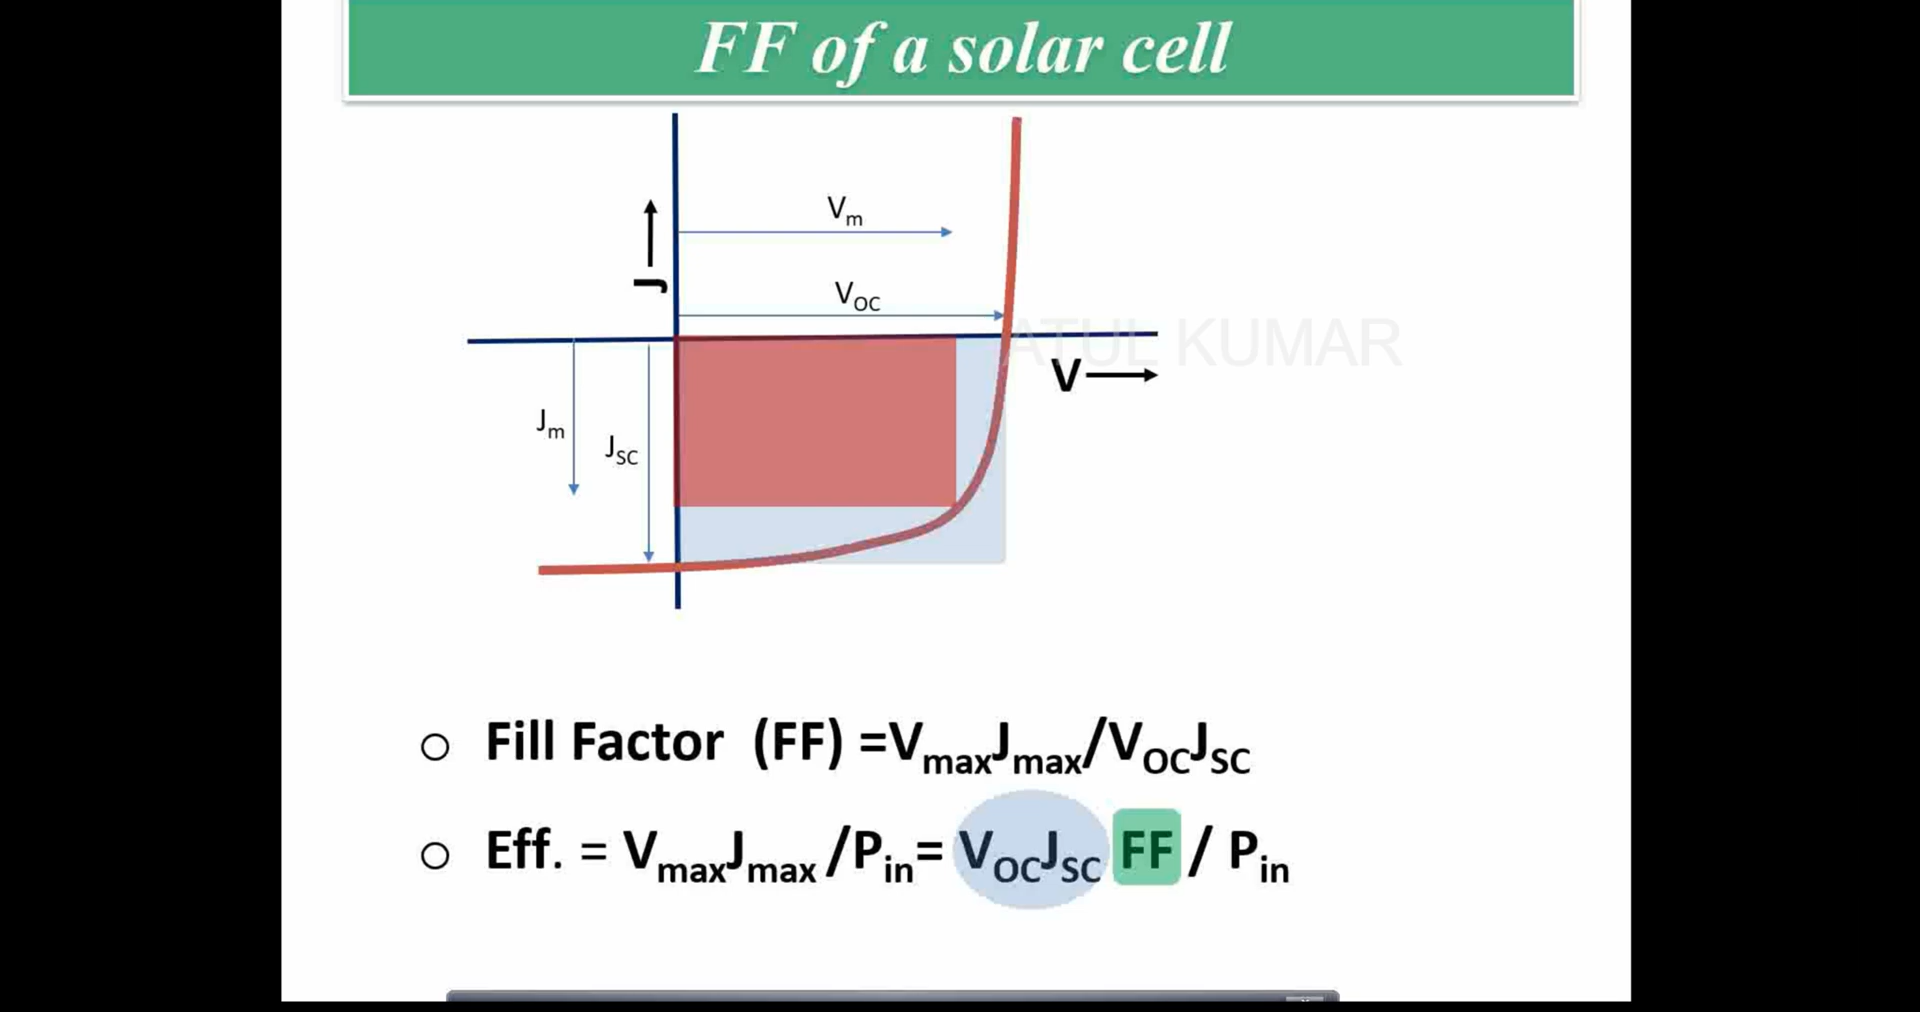 FF of a solar cell
Vm
J
VOC
ATUL KUMAR
V
Jm
JSC
Fill Factor (FF) =VmaxJmax/VOCJSC
Eff. = VmaxJmax /Pin= VOCJSC FF / Pin